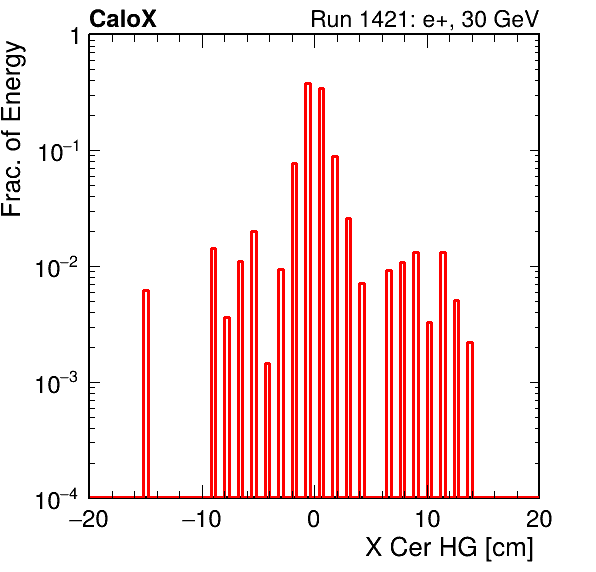 CaloX Run 1421: e+, 30 GeV
Frac. of Energy
1
10⁻¹
10⁻²
10⁻³
10⁻⁴
−20 −10 0 10 20
X Cer HG [cm]